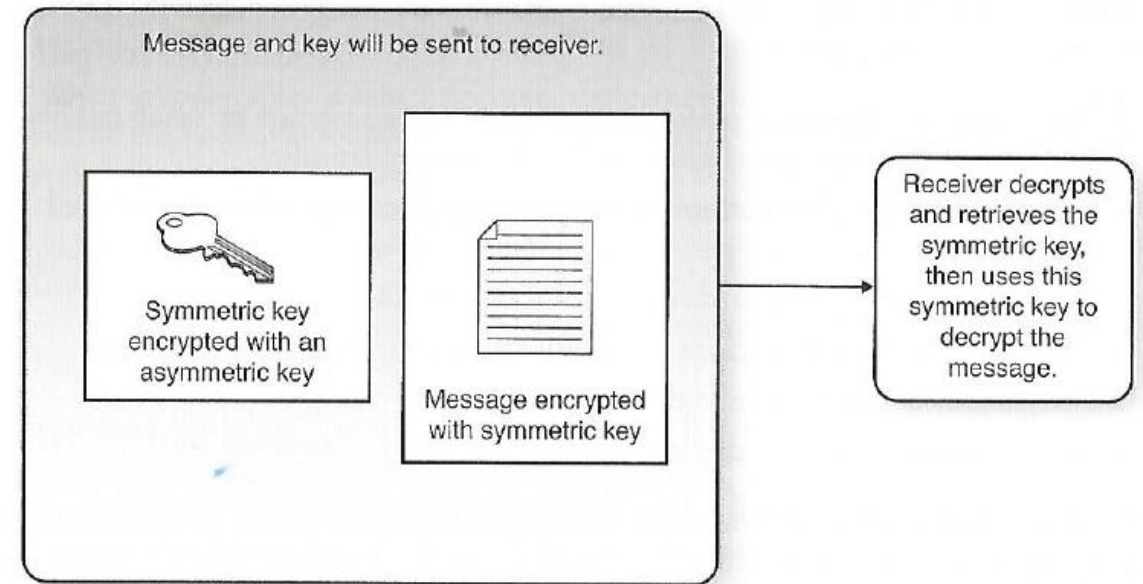 Message and key will be sent to receiver.
Symmetric key
encrypted with an
asymmetric key
Message encrypted
with symmetric key
Receiver decrypts
and retrieves the
symmetric key,
then uses this
symmetric key to
decrypt the
message.